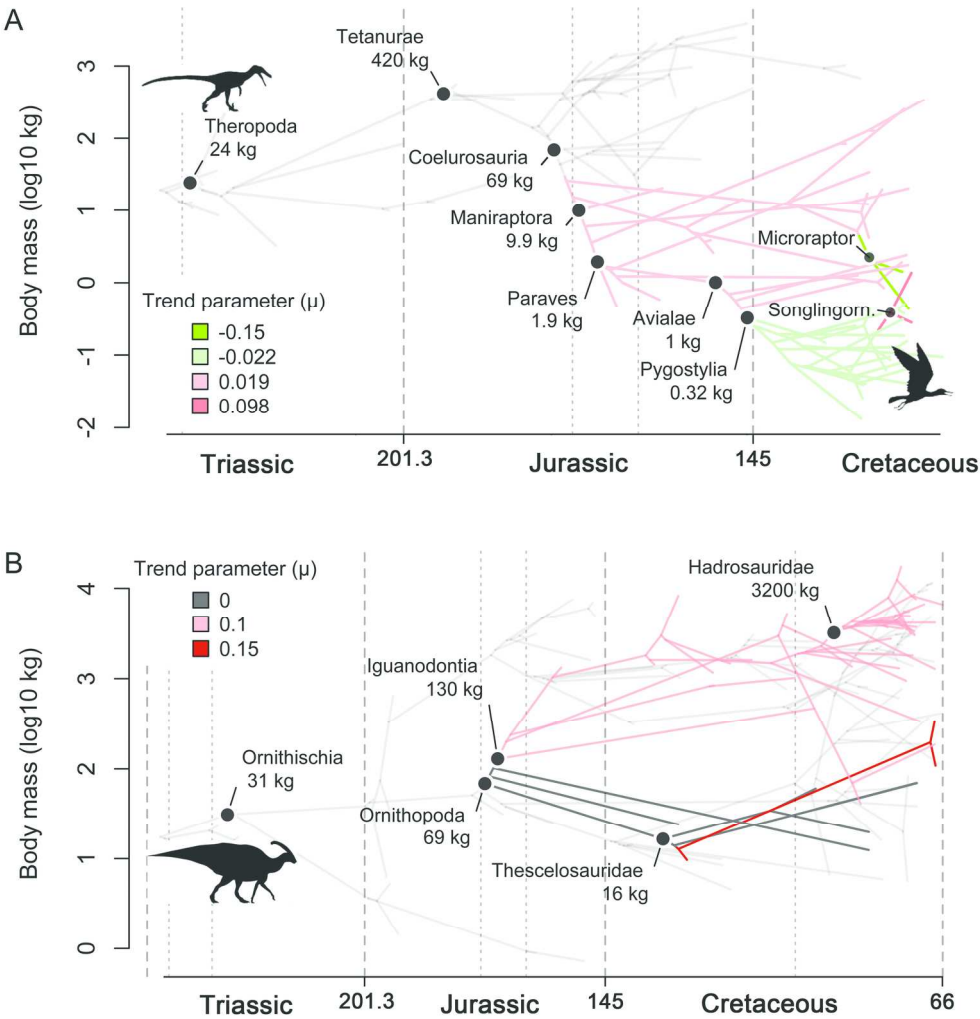 A
Body mass (log10 kg)
3
2
1
0
-1
-2
Tetanurae
420 kg
Theropoda
24 kg
Coelurosauria
69 kg
Maniraptora
9.9 kg
Microraptor
Paraves
1.9 kg
Avialae
1 kg
Songlingorn.
Pygostylia
0.32 kg
Trend parameter (μ)
-0.15
-0.022
0.019
0.098
Triassic
201.3
Jurassic
145
Cretaceous
B
Body mass (log10 kg)
4
3
2
1
0
Trend parameter (μ)
0
0.1
0.15
Hadrosauridae
3200 kg
Iguanodontia
130 kg
Ornithischia
31 kg
Ornithopoda
69 kg
Thescelosauridae
16 kg
Triassic
201.3
Jurassic
145
Cretaceous
66